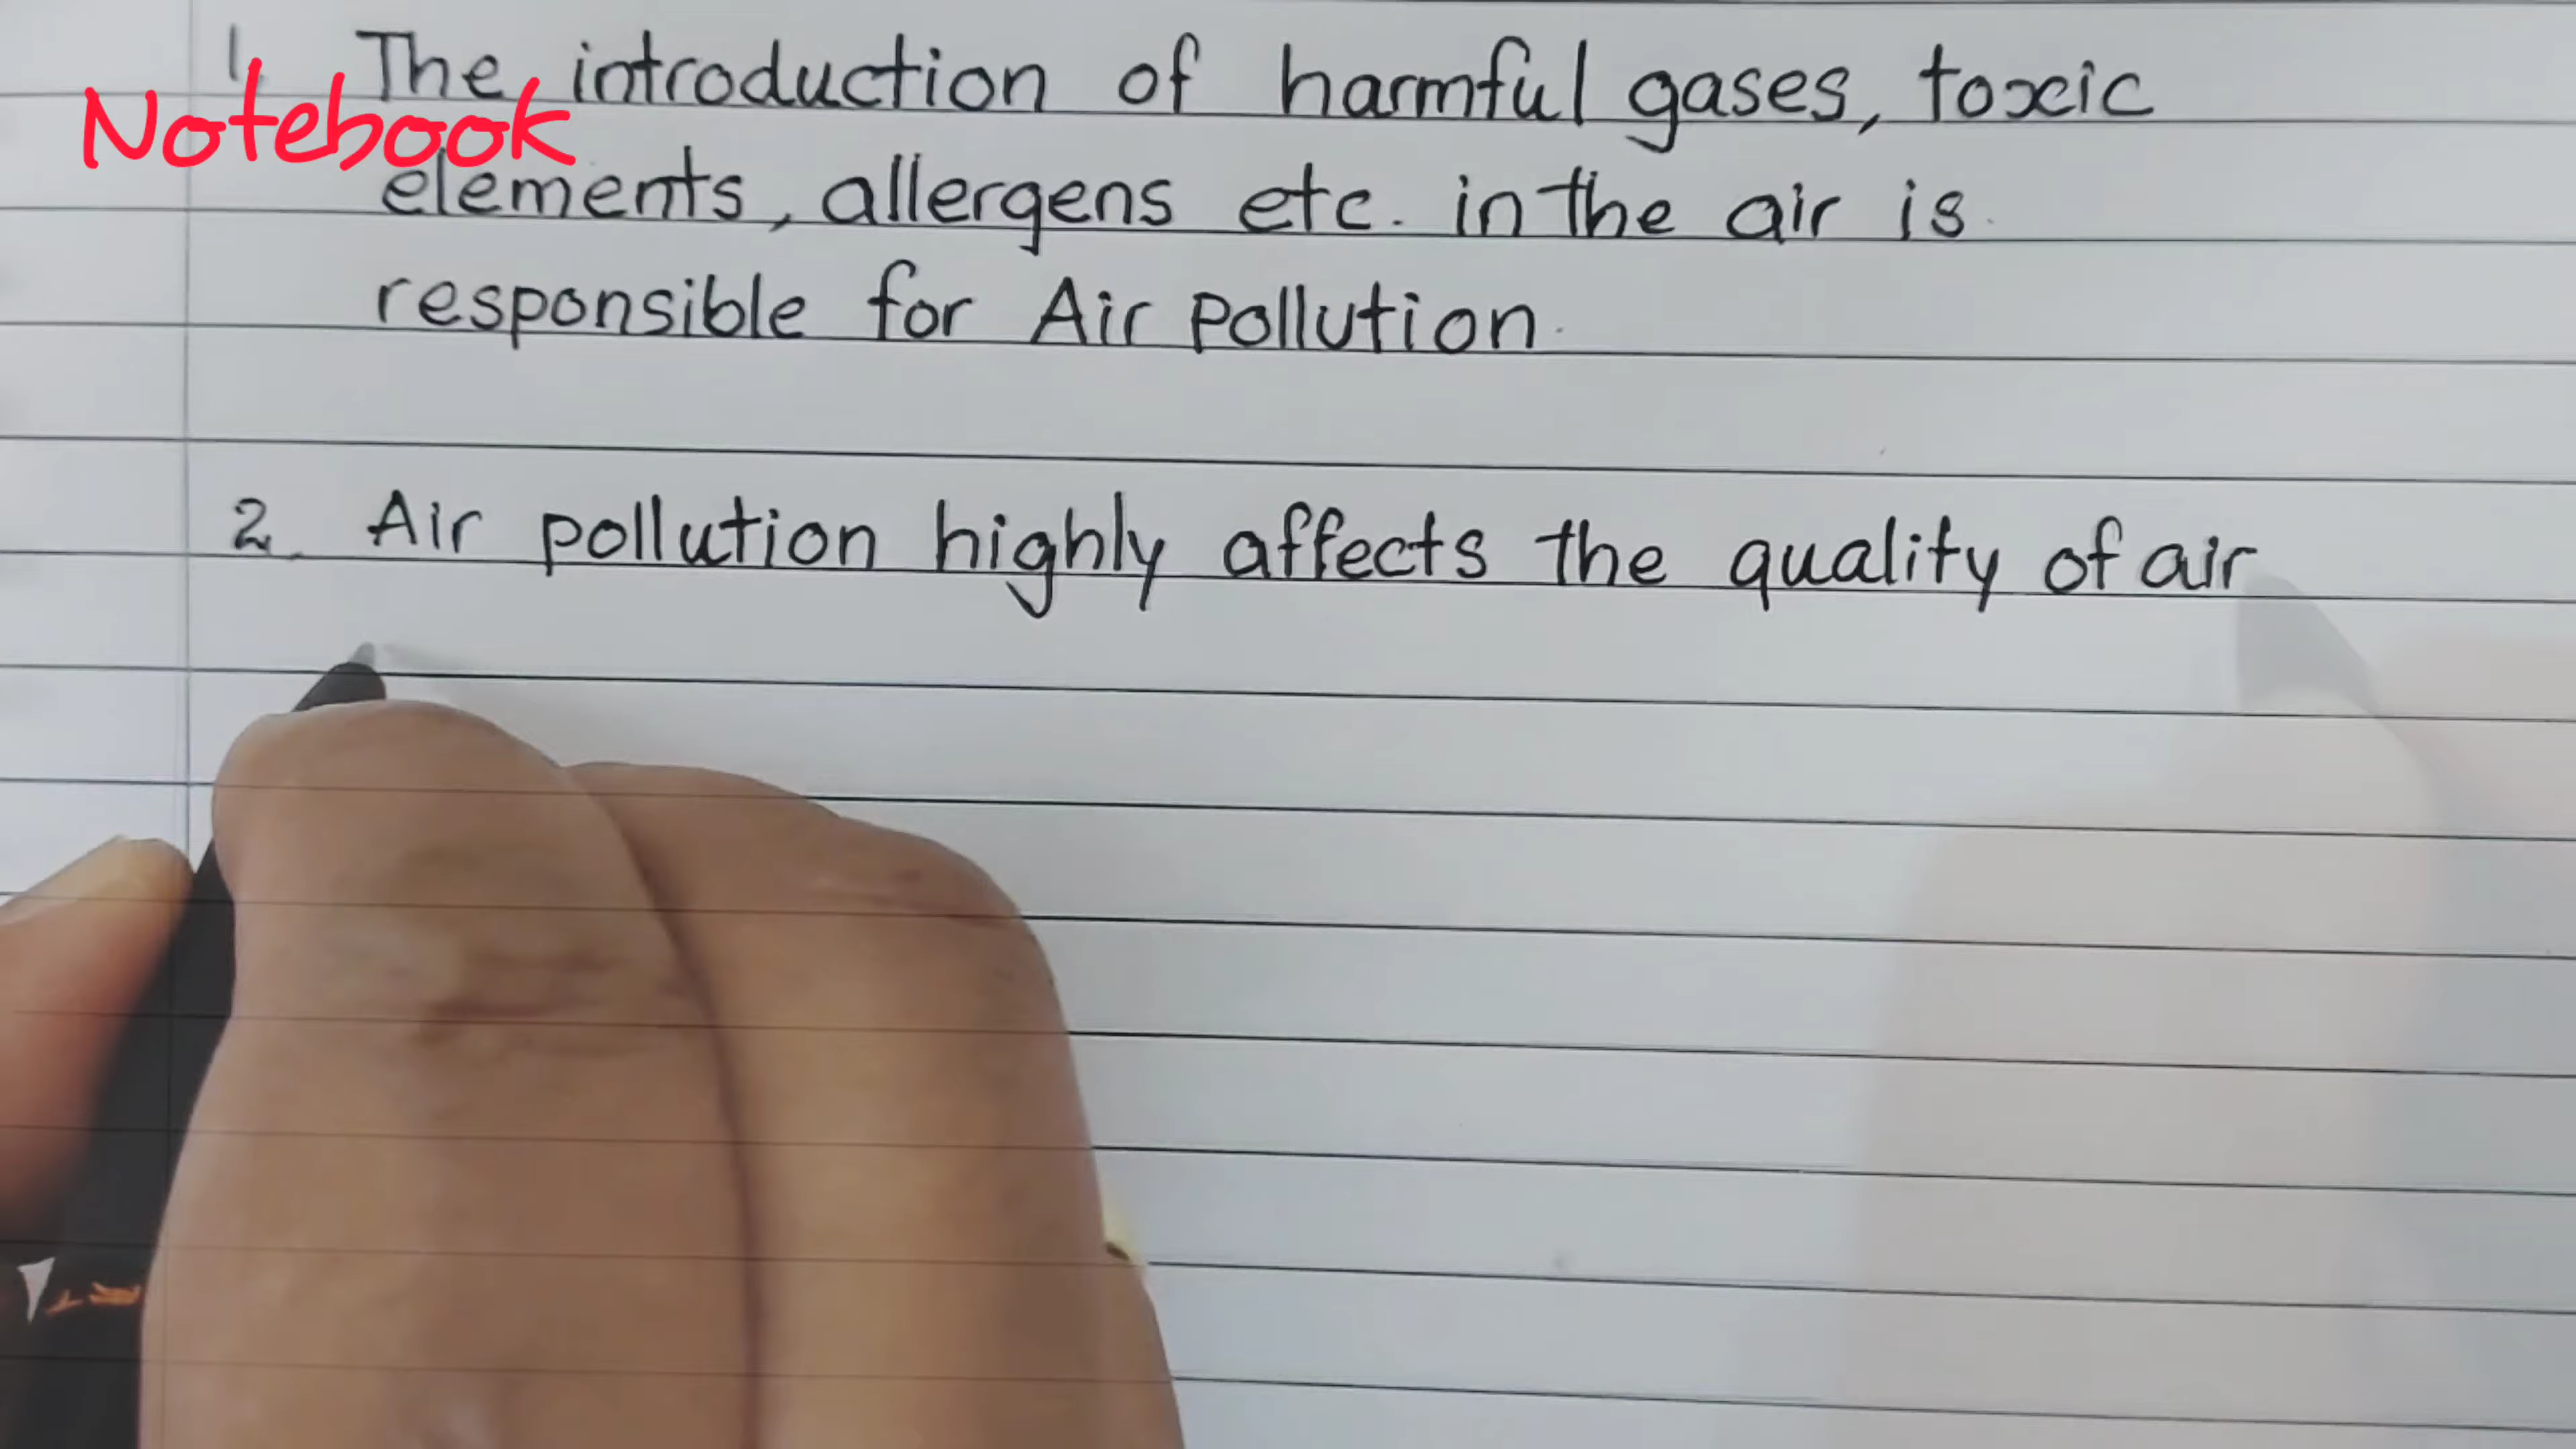 1. The introduction of harmful gases, toxic
Notebook
elements, allergens etc. in the air is
responsible for Air Pollution.
2. Air pollution highly affects the quality of air